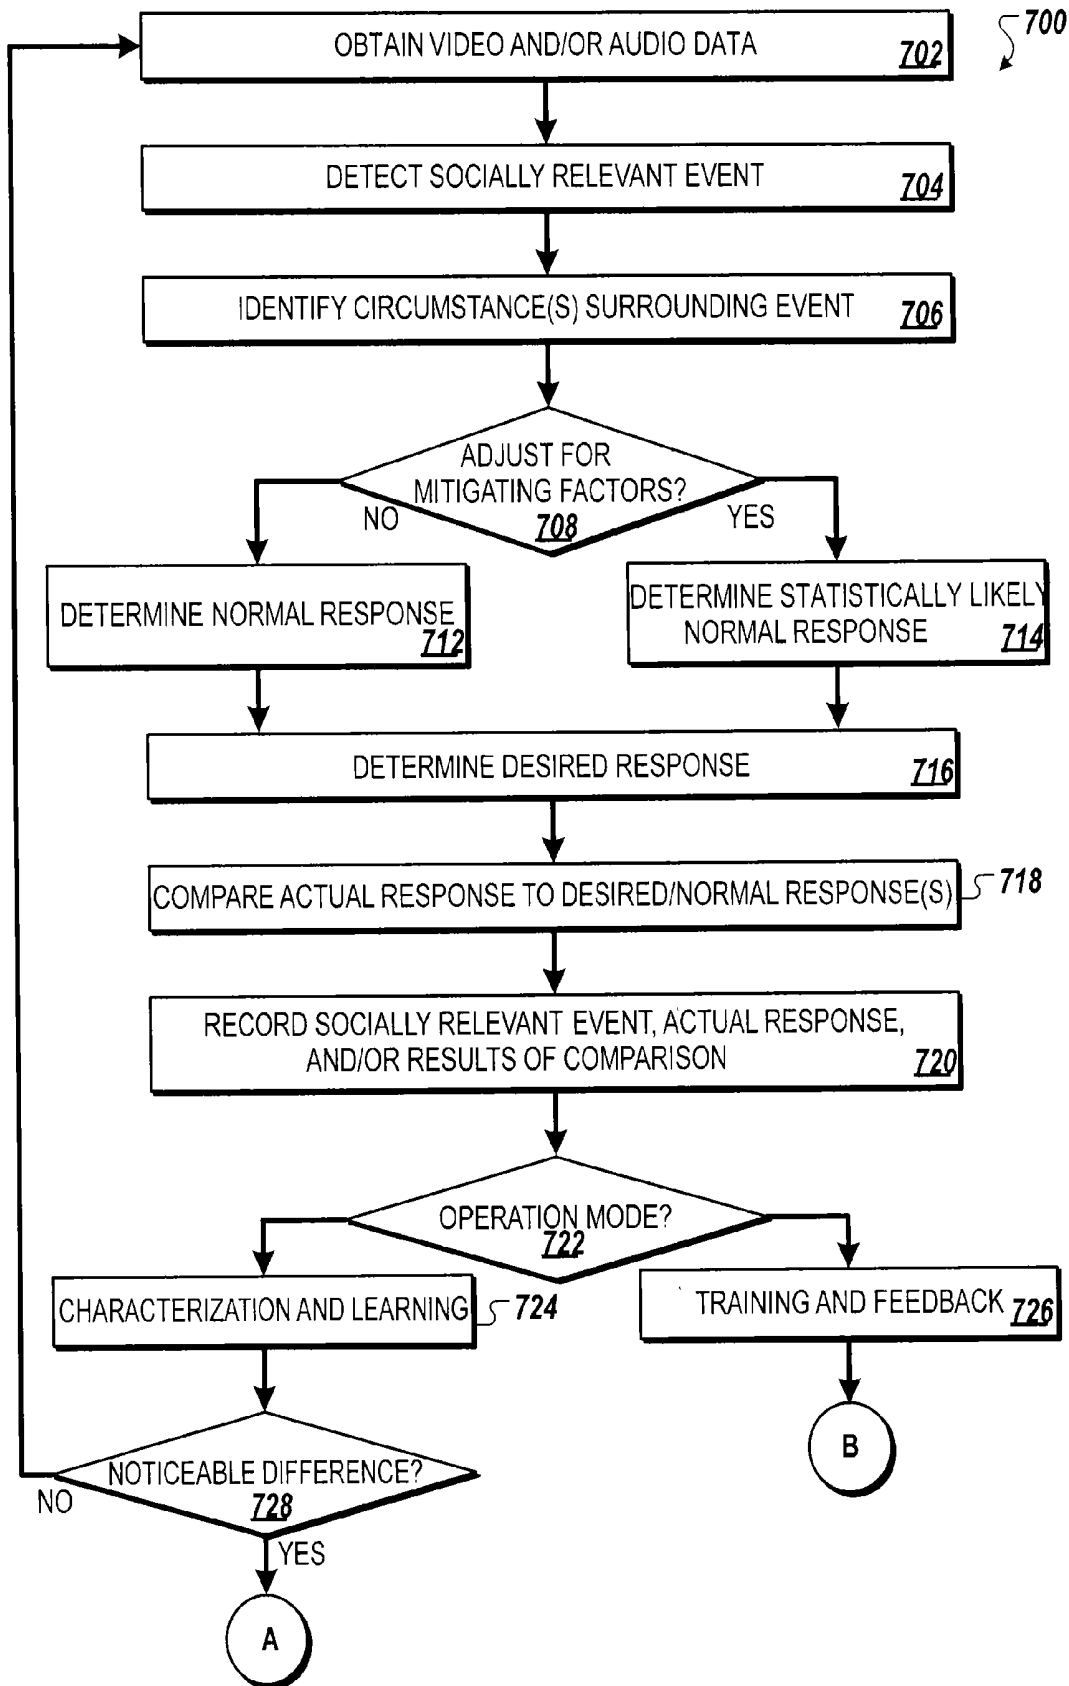 700
OBTAIN VIDEO AND/OR AUDIO DATA 702
DETECT SOCIALLY RELEVANT EVENT 704
IDENTIFY CIRCUMSTANCE(S) SURROUNDING EVENT 706
ADJUST FOR
MITIGATING FACTORS?
708
NO
YES
DETERMINE NORMAL RESPONSE
712
DETERMINE STATISTICALLY LIKELY
NORMAL RESPONSE 714
DETERMINE DESIRED RESPONSE 716
COMPARE ACTUAL RESPONSE TO DESIRED/NORMAL RESPONSE(S) 718
RECORD SOCIALLY RELEVANT EVENT, ACTUAL RESPONSE,
AND/OR RESULTS OF COMPARISON 720
OPERATION MODE?
722
CHARACTERIZATION AND LEARNING 724
TRAINING AND FEEDBACK 726
B
NOTICEABLE DIFFERENCE?
728
NO
YES
A